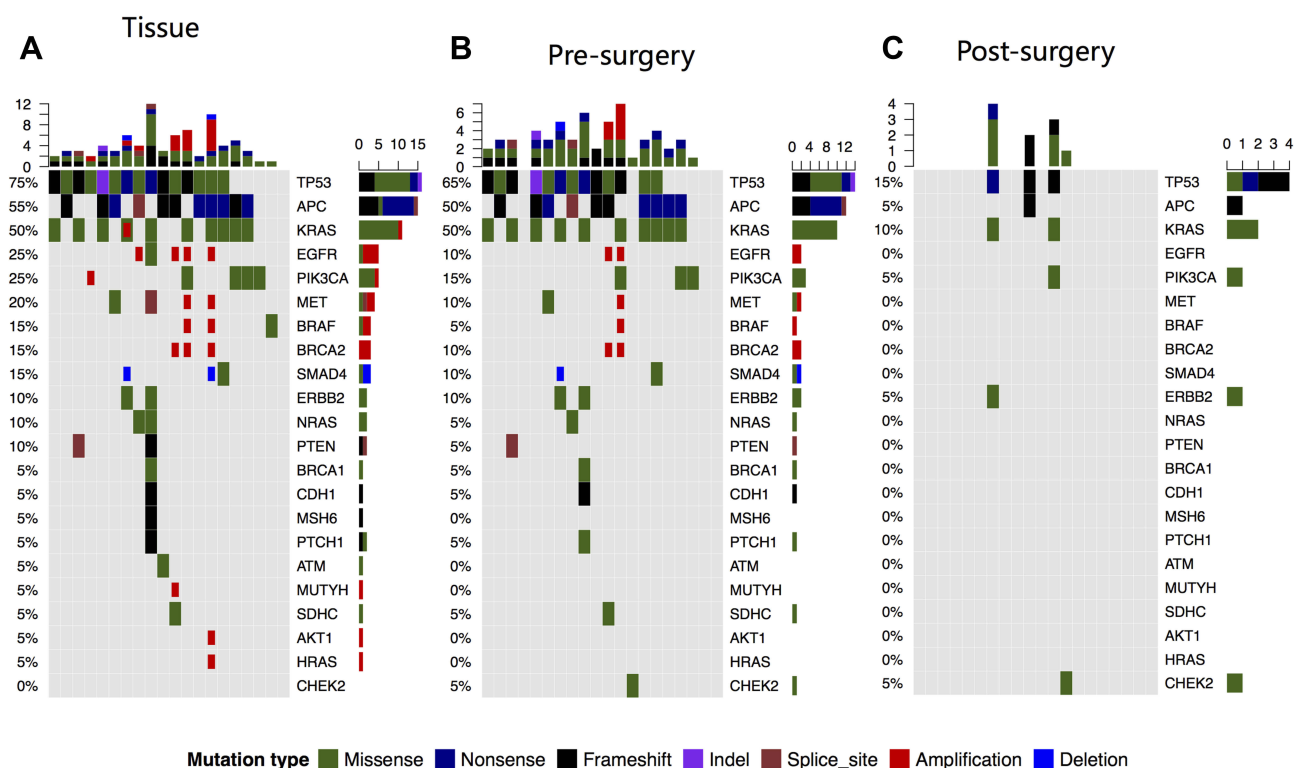 Tissue
A
12
8
4
0
0 5 10 15
75% TP53
55% APC
50% KRAS
25% EGFR
25% PIK3CA
20% MET
15% BRAF
15% BRCA2
15% SMAD4
10% ERBB2
10% NRAS
10% PTEN
5% BRCA1
5% CDH1
5% MSH6
5% PTCH1
5% ATM
5% MUTYH
5% SDHC
5% AKT1
5% HRAS
0% CHEK2
Pre-surgery
B
6
4
2
0
0 4 8 12
65% TP53
50% APC
50% KRAS
10% EGFR
15% PIK3CA
10% MET
5% BRAF
10% BRCA2
10% SMAD4
10% ERBB2
5% NRAS
5% PTEN
5% BRCA1
5% CDH1
0% MSH6
5% PTCH1
0% ATM
0% MUTYH
5% SDHC
0% AKT1
0% HRAS
5% CHEK2
Post-surgery
C
4
3
2
1
0
0 1 2 3 4
15% TP53
5% APC
10% KRAS
0% EGFR
5% PIK3CA
0% MET
0% BRAF
0% BRCA2
0% SMAD4
5% ERBB2
0% NRAS
0% PTEN
0% BRCA1
0% CDH1
0% MSH6
0% PTCH1
0% ATM
0% MUTYH
0% SDHC
0% AKT1
0% HRAS
5% CHEK2
Mutation type Missense Nonsense Frameshift Indel Splice_site Amplification Deletion